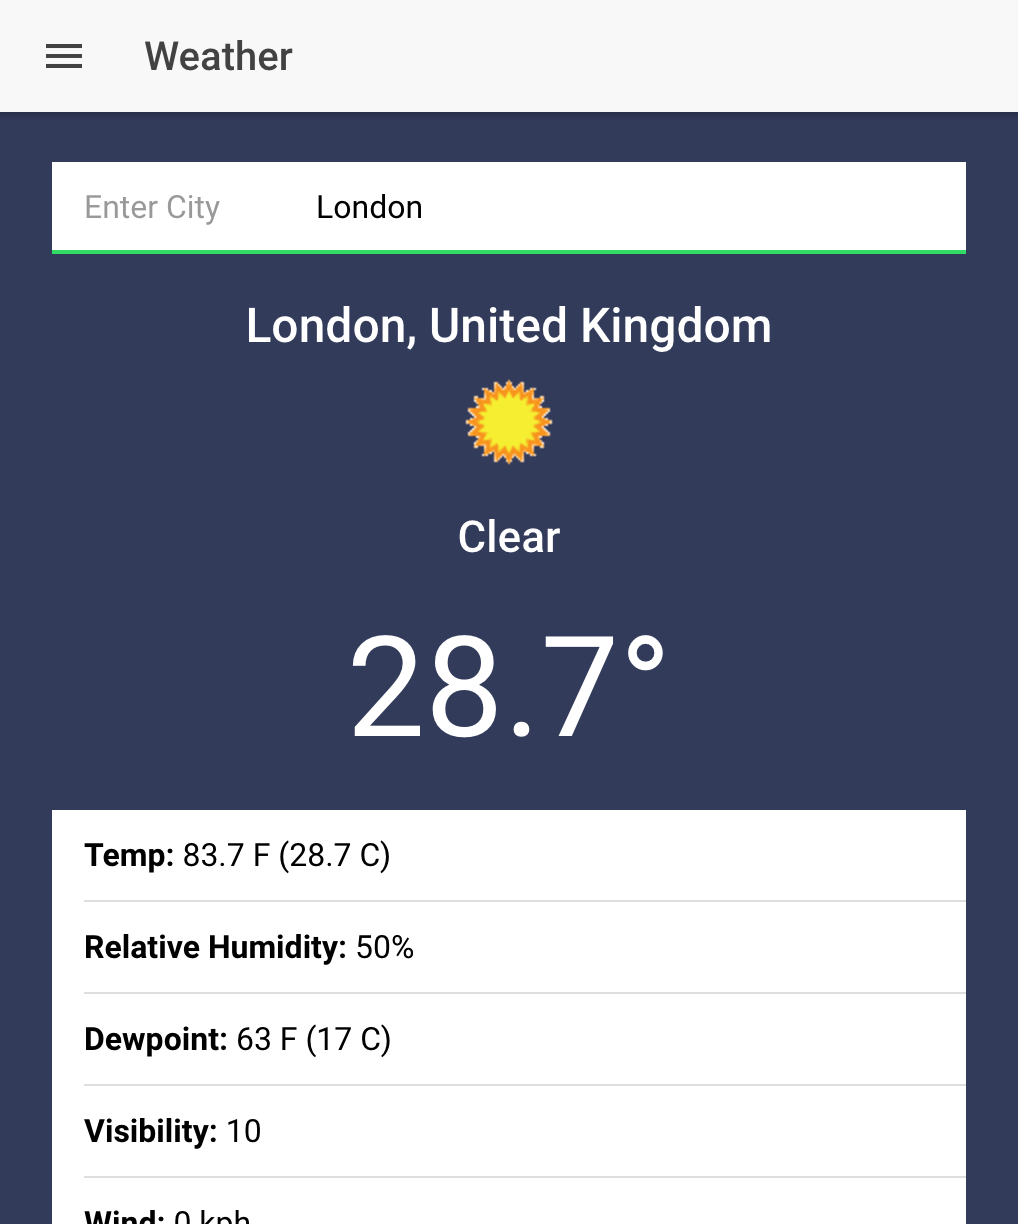 Weather
Enter City London
London, United Kingdom
Clear
28.7°
Temp: 83.7 F (28.7 C)
Relative Humidity: 50%
Dewpoint: 63 F (17 C)
Visibility: 10
Wind: 0 kph